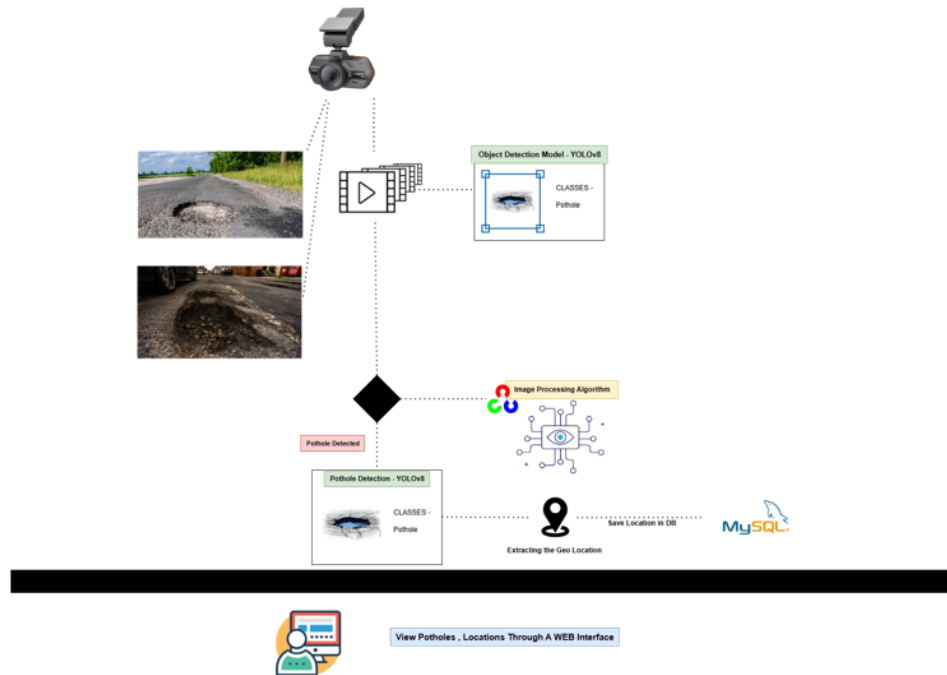 Object Detection Model - YOLOv8
CLASSES -
Pothole
Image Processing Algorithm
Pothole Detected
Pothole Detection - YOLOv8
CLASSES -
Pothole
Save Location in DB
MySQL
Extracting the Geo Location
View Potholes , Locations Through A WEB Interface